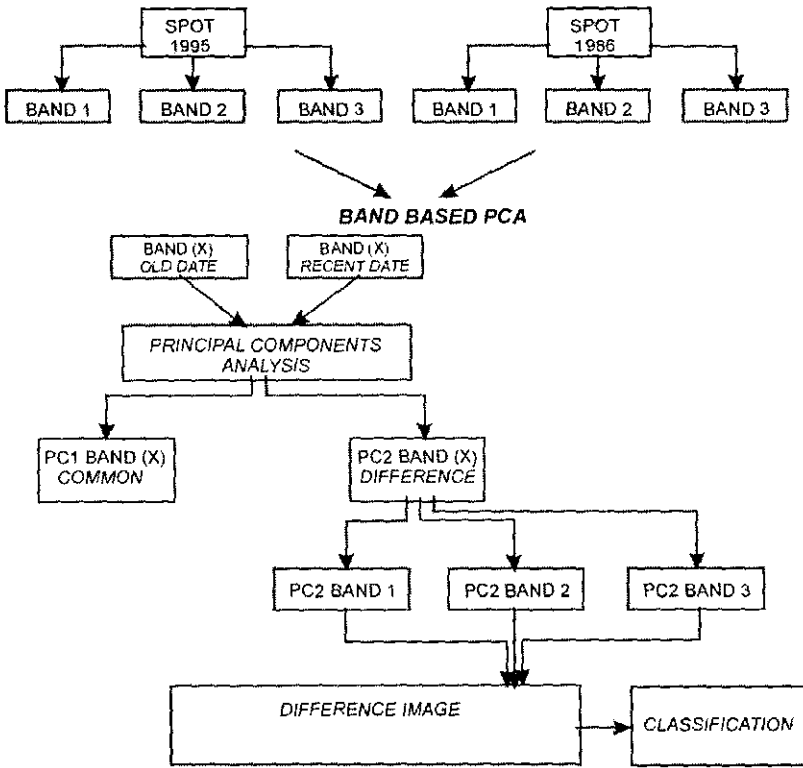 SPOT
1995
SPOT
1986
BAND 1
BAND 2
BAND 3
BAND 1
BAND 2
BAND 3
BAND BASED PCA
BAND (X)
OLD DATE
BAND (X)
RECENT DATE
PRINCIPAL COMPONENTS
ANALYSIS
PC1 BAND (X)
COMMON
PC2 BAND (X)
DIFFERENCE
PC2 BAND 1
PC2 BAND 2
PC2 BAND 3
DIFFERENCE IMAGE
CLASSIFICATION